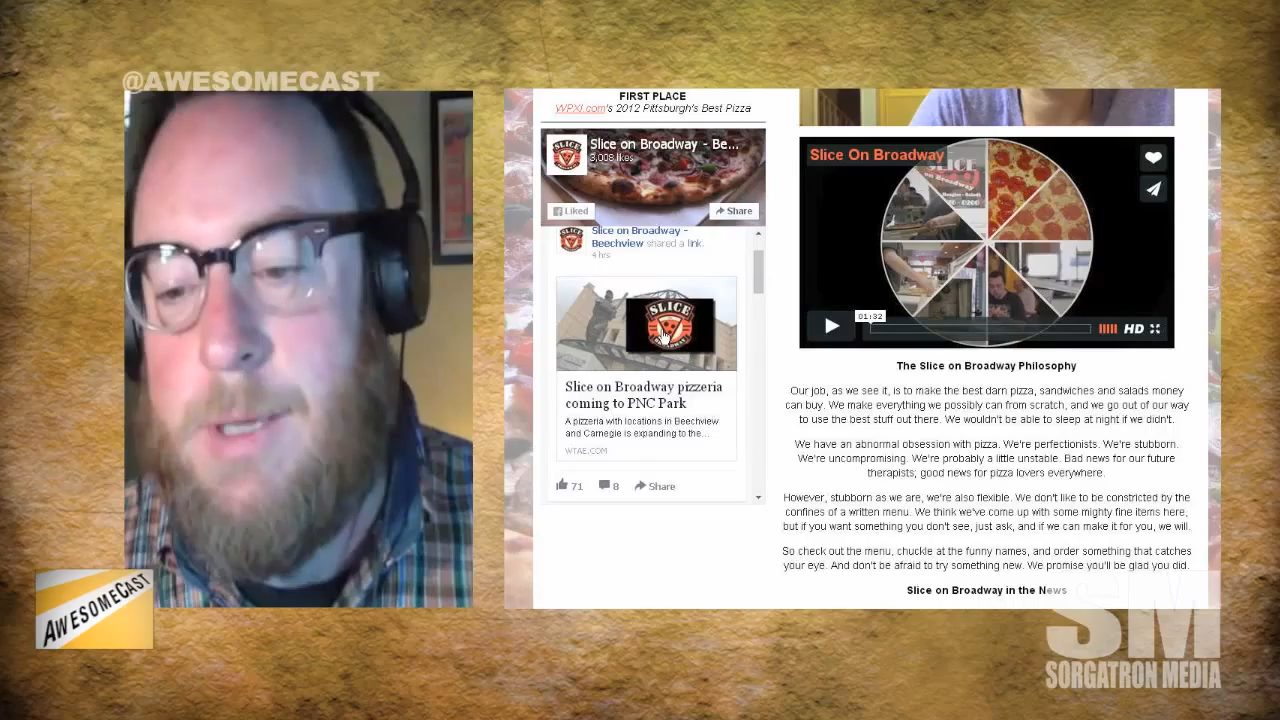 @AWESOMECAST
AWESOMECAST
FIRST PLACE
WPXI.com's 2012 Pittsburgh's Best Pizza
SLICE
Slice on Broadway - Be...
3,008 likes
Liked
Share
Slice on Broadway -
Beechview shared a link.
4 hrs
SLICE
BROADWAY
Slice on Broadway pizzeria
coming to PNC Park
A pizzeria with locations in Beechview
and Carnegie is expanding to the...
WTAE.COM
71
8
Share
Slice On Broadway
SLICE
on Broadway
01:32
HD
The Slice on Broadway Philosophy
Our job, as we see it, is to make the best darn pizza, sandwiches and salads money
can buy. We make everything we possibly can from scratch, and we go out of our way
to use the best stuff out there. We wouldn't be able to sleep at night if we didn't.
We have an abnormal obsession with pizza. We're perfectionists. We're stubborn.
We're uncompromising. We're probably a little unstable. Bad news for our future
therapists; good news for pizza lovers everywhere.
However, stubborn as we are, we're also flexible. We don't like to be constricted by the
confines of a written menu. We think we've come up with some mighty fine items here,
but if you want something you don't see, just ask, and if we can make it for you, we will.
So check out the menu, chuckle at the funny names, and order something that catches
your eye. And don't be afraid to try something new. We promise you'll be glad you did.
Slice on Broadway in the News
SM
SORGATRON MEDIA